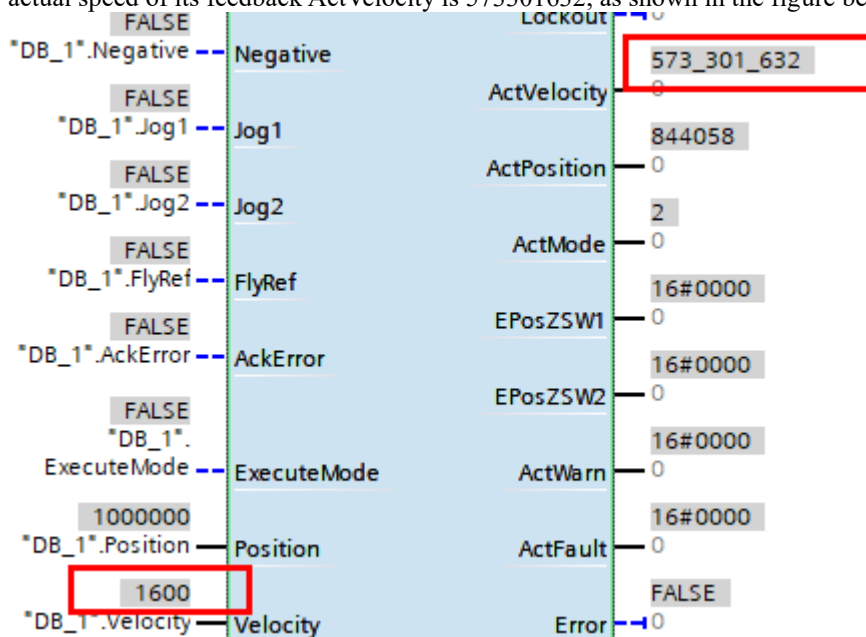 actual speed of its feedback ActVelocity is 573301632, as shown in the figure be
FALSE
Lockout 0
"DB_1".Negative Negative
573_301_632
FALSE
ActVelocity 0
"DB_1".Jog1 Jog1
844058
FALSE
ActPosition 0
"DB_1".Jog2 Jog2
2
FALSE
ActMode 0
"DB_1".FlyRef FlyRef
16#0000
FALSE
EPosZSW1 0
"DB_1".AckError AckError
16#0000
FALSE
EPosZSW2 0
"DB_1".
16#0000
ExecuteMode ExecuteMode ActWarn 0
1000000
16#0000
"DB_1".Position Position ActFault 0
1600
FALSE
"DB_1".Velocity Velocity Error 0